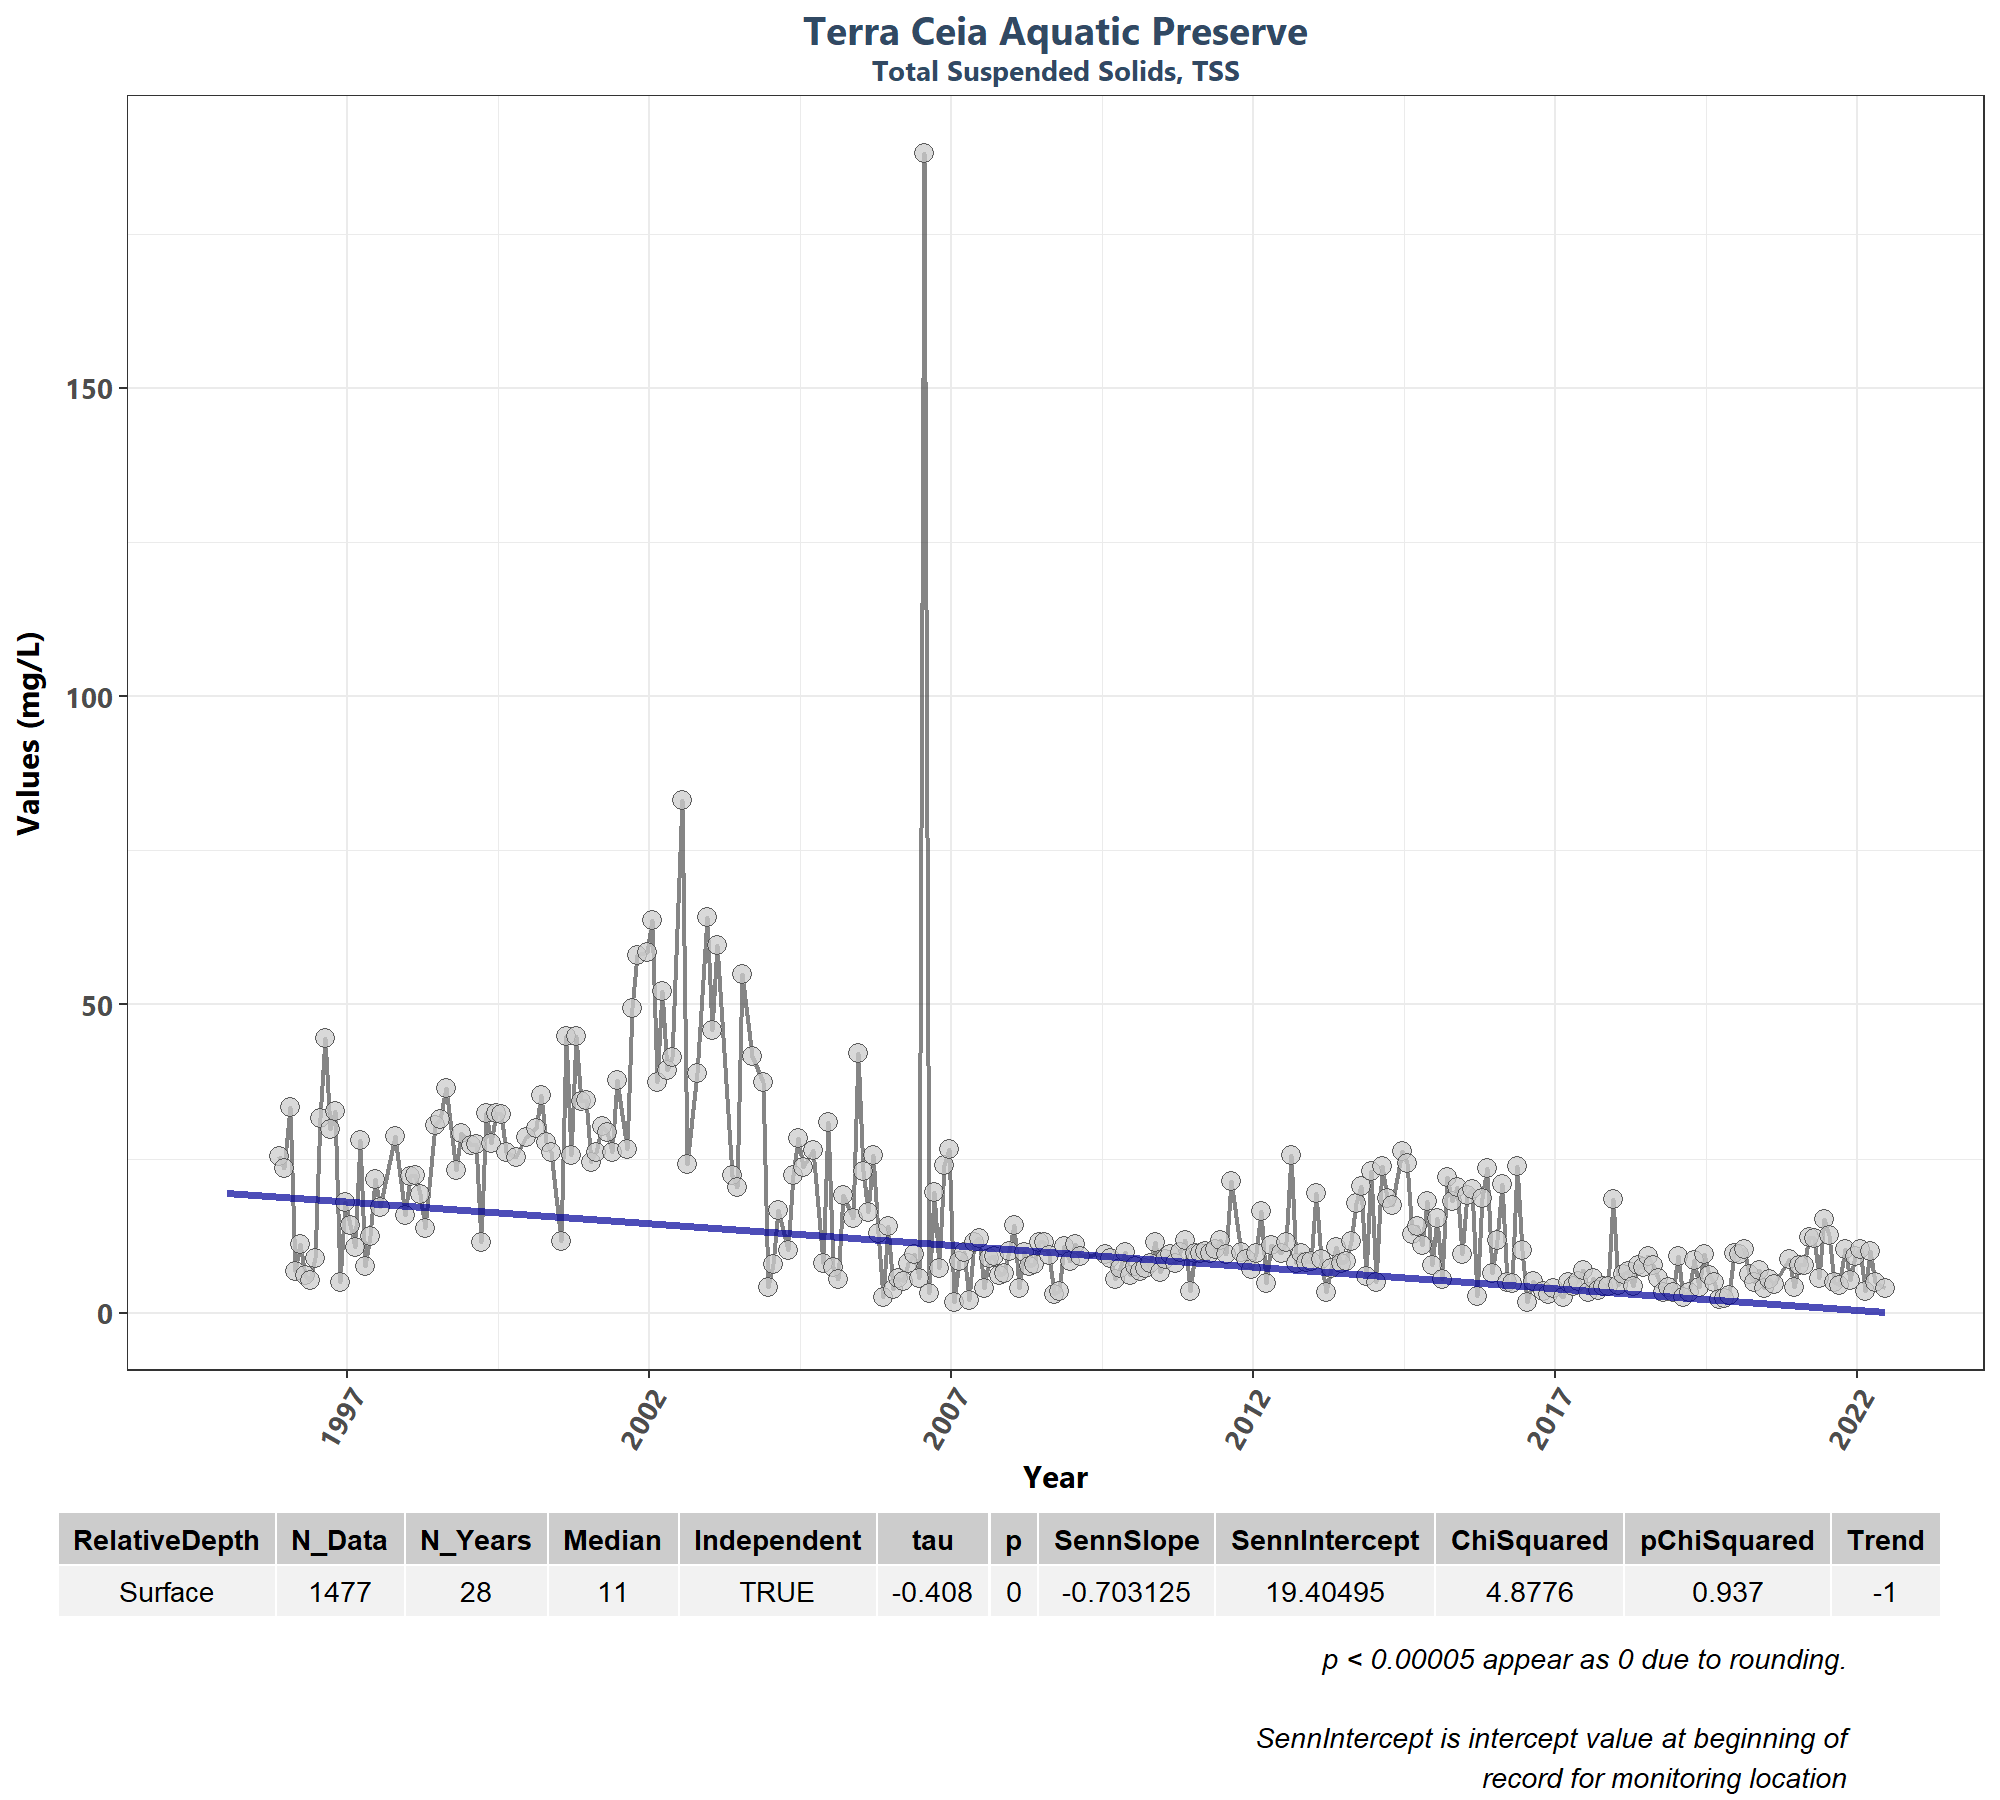 Terra Ceia Aquatic Preserve
Total Suspended Solids, TSS
Values (mg/L)
150
100
50
0
1997 2002 2007 2012 2017 2022
Year
RelativeDepth N_Data N_Years Median Independent tau p SennSlope SennIntercept ChiSquared pChiSquared Trend
Surface 1477 28 11 TRUE -0.408 0 -0.703125 19.40495 4.8776 0.937 -1
p < 0.00005 appear as 0 due to rounding.
SennIntercept is intercept value at beginning of
record for monitoring location